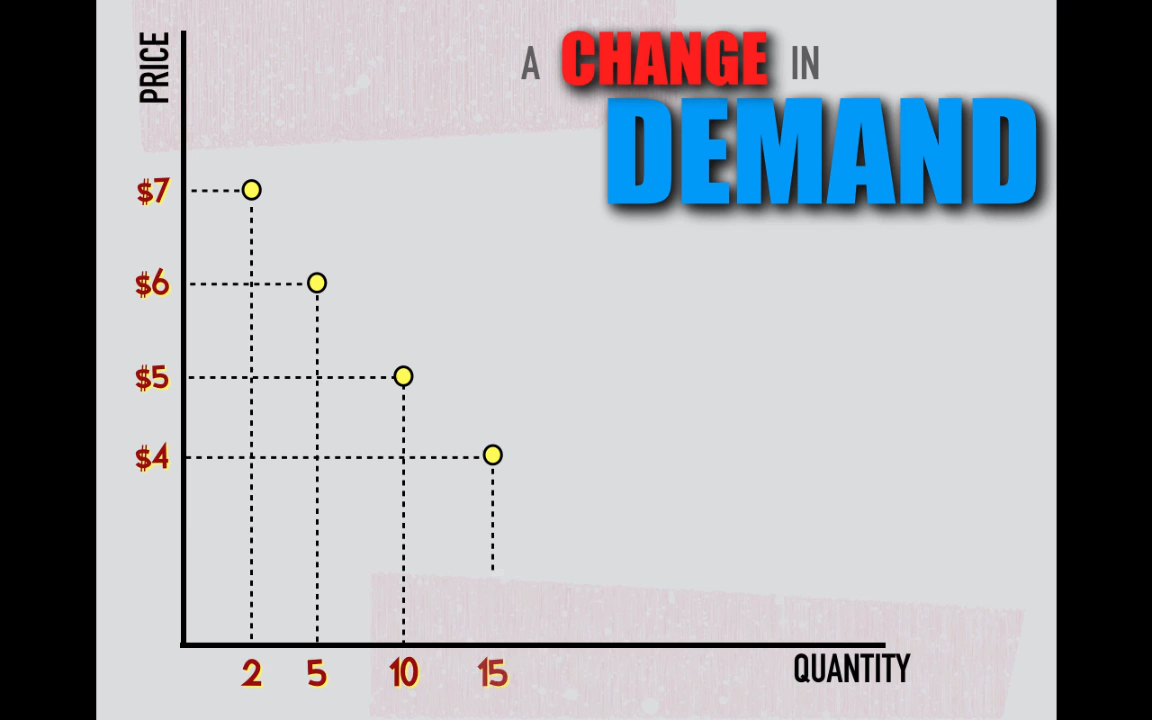 A CHANGE IN
DEMAND
PRICE
$7
$6
$5
$4
2 5 10 15
QUANTITY